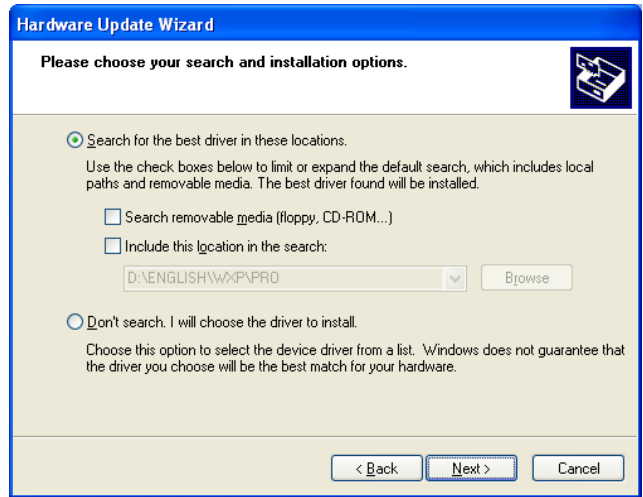 Hardware Update Wizard
Please choose your search and installation options.
Search for the best driver in these locations.
Use the check boxes below to limit or expand the default search, which includes local
paths and removable media. The best driver found will be installed.
Search removable media (floppy, CD-ROM...)
Include this location in the search:
D:\ENGLISH\WXP\PRO
Browse
Don't search. I will choose the driver to install.
Choose this option to select the device driver from a list. Windows does not guarantee that
the driver you choose will be the best match for your hardware.
< Back Next > Cancel